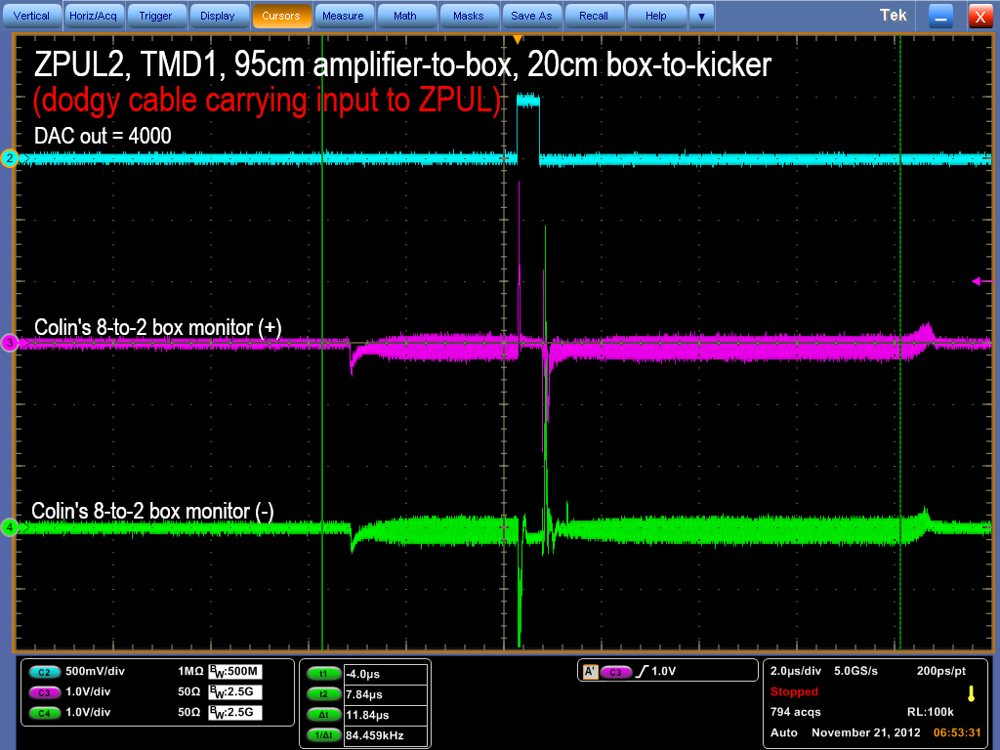 Vertical Horiz/Acq Trigger Display Cursors Measure Math Masks Save As Recall Help Tek X
ZPUL2, TMD1, 95cm amplifier-to-box, 20cm box-to-kicker
(dodgy cable carrying input to ZPUL)
DAC out = 4000
2
Colin's 8-to-2 box monitor (+)
3
Colin's 8-to-2 box monitor (-)
4
C2 500mV/div 1MΩ BW:500M
C3 1.0V/div 50Ω BW:2.5G
C4 1.0V/div 50Ω BW:2.5G
t1 -4.0µs
t2 7.84µs
Δt 11.84µs
1/Δt 84.459kHz
A' C3 1.0V
2.0µs/div 5.0GS/s 200ps/pt
Stopped
794 acqs RL:100k
Auto November 21, 2012 06:53:31